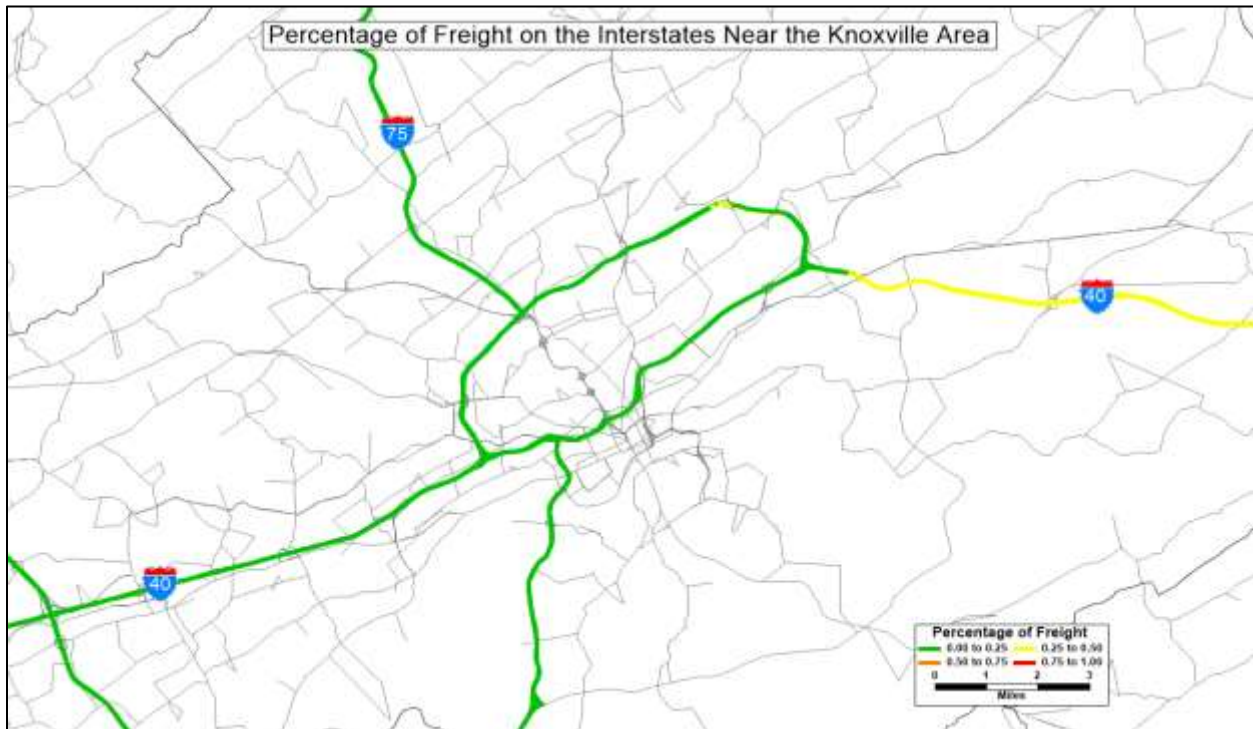 Percentage of Freight on the Interstates Near the Knoxville Area
75
40
40
Percentage of Freight
0.00 to 0.25 0.25 to 0.50
0.50 to 0.75 0.75 to 1.00
0 1 2 3
Miles